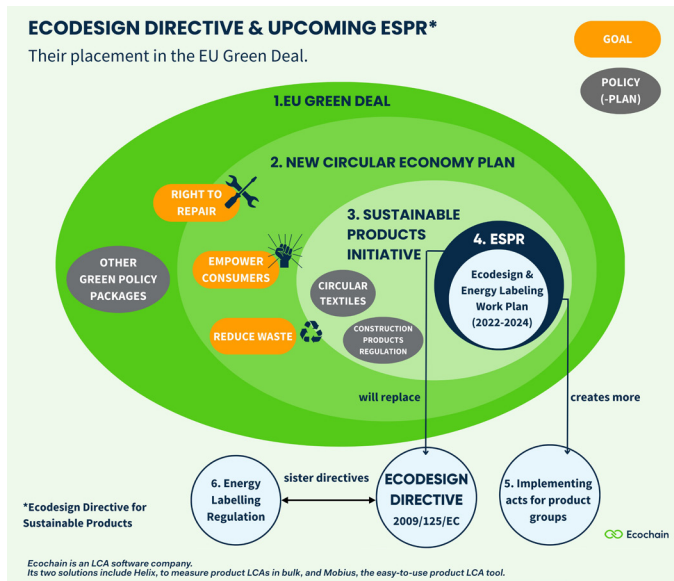 ECODESIGN DIRECTIVE & UPCOMING ESPR*
Their placement in the EU Green Deal.
GOAL
POLICY
(-PLAN)
1.EU GREEN DEAL
2. NEW CIRCULAR ECONOMY PLAN
RIGHT TO
REPAIR
3. SUSTAINABLE
PRODUCTS
INITIATIVE
4. ESPR
Ecodesign &
Energy Labeling
Work Plan
(2022-2024)
OTHER
GREEN POLICY
PACKAGES
EMPOWER
CONSUMERS
CIRCULAR
TEXTILES
REDUCE WASTE
CONSTRUCTION
PRODUCTS
REGULATION
will replace
creates more
6. Energy
Labelling
Regulation
sister directives
ECODESIGN
DIRECTIVE
2009/125/EC
5. Implementing
acts for product
groups
*Ecodesign Directive for
Sustainable Products
Ecochain
Ecochain is an LCA software company.
Its two solutions include Helix, to measure product LCAs in bulk, and Mobius, the easy-to-use product LCA tool.